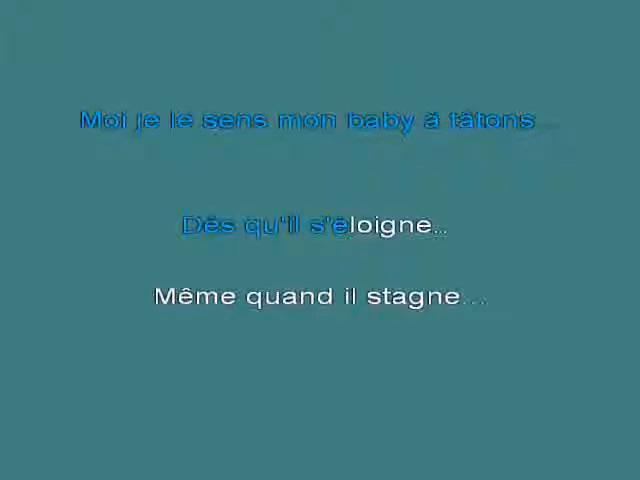 Moi je le sens mon baby à tâtons...
Dès qu'il s'éloigne...
Même quand il stagne...